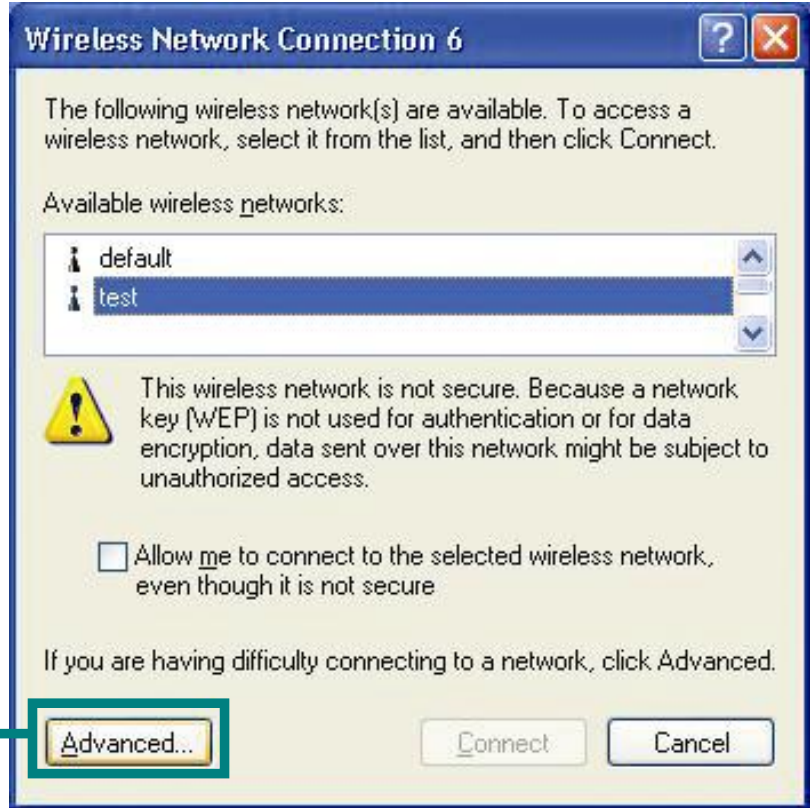 Wireless Network Connection 6
The following wireless network(s) are available. To access a
wireless network, select it from the list, and then click Connect.
Available wireless networks:
default
test
This wireless network is not secure. Because a network
key (WEP) is not used for authentication or for data
encryption, data sent over this network might be subject to
unauthorized access.
Allow me to connect to the selected wireless network,
even though it is not secure
If you are having difficulty connecting to a network, click Advanced.
Advanced... Connect Cancel